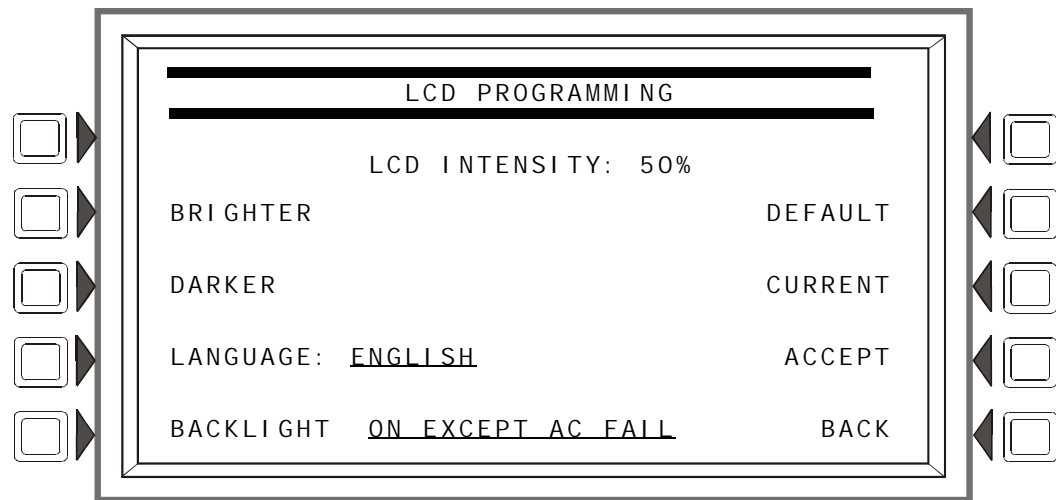 LCD PROGRAMMING
LCD INTENSITY: 50%
BRIGHTER DEFAULT
DARKER CURRENT
LANGUAGE: ENGLISH ACCEPT
BACKLIGHT ON EXCEPT AC FAIL BACK